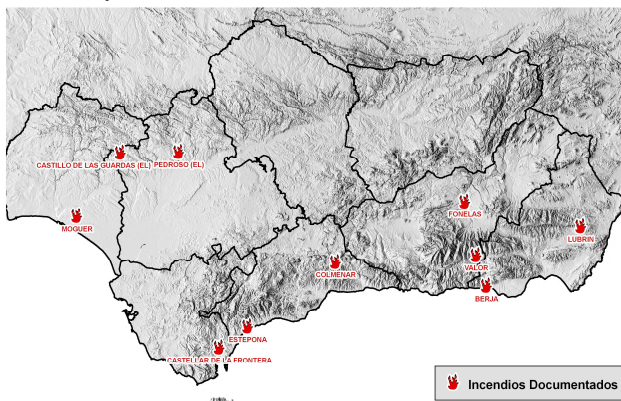 CASTILLO DE LAS GUARDAS (EL)
PEDROSO (EL)
MOGUER
FONELAS
LUBRIN
VALOR
COLMENAR
BERJA
ESTEPONA
CASTELLAR DE LA FRONTERA
Incendios Documentados